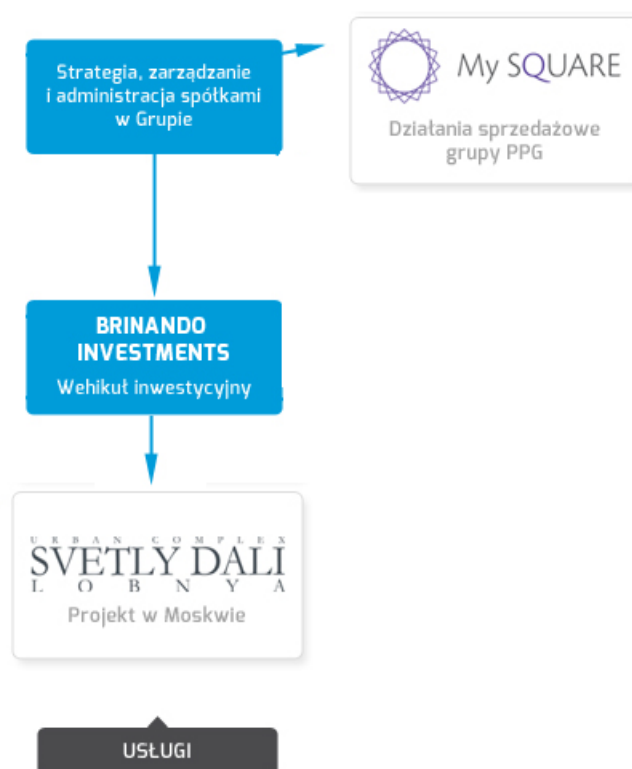 Strategia, zarządzanie
i administracja spółkami
w Grupie
My SQUARE
Działania sprzedażowe
grupy PPG
BRINANDO
INVESTMENTS
Wehikuł inwestycyjny
URBAN COMPLEX
SVETLY DALI
LOBNYA
Projekt w Moskwie
USŁUGI